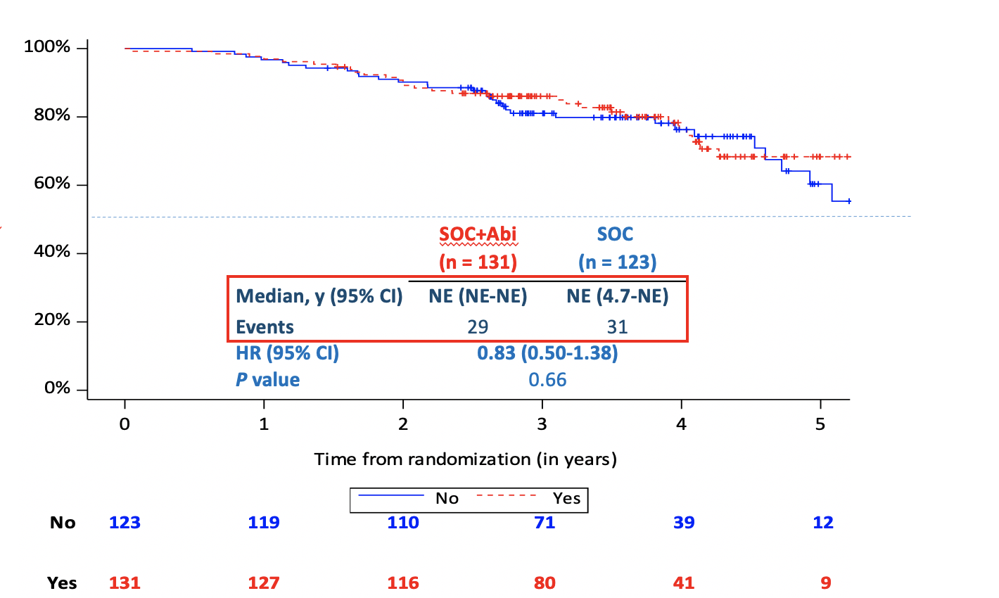 100%
80%
60%
40%
20%
0%
SOC+Abi SOC
(n = 131) (n = 123)
Median, y (95% CI) NE (NE-NE) NE (4.7-NE)
Events 29 31
HR (95% CI) 0.83 (0.50-1.38)
P value 0.66
0 1 2 3 4 5
Time from randomization (in years)
No Yes
No 123 119 110 71 39 12
Yes 131 127 116 80 41 9